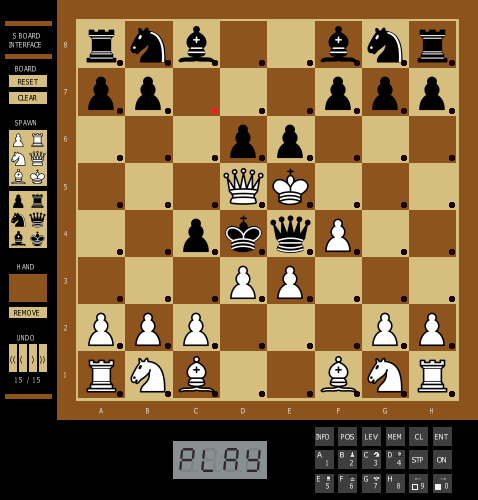 S BOARD
INTERFACE
BOARD
RESET
CLEAR
SPAWN
HAND
REMOVE
UNDO
15 / 15
8
7
6
5
4
3
2
1
A B C D E F G H
PLAY
INFO POS LEV MEM CL ENT
A 1 B 2 C 3 D 4 STP ON
E 5 F 6 G 7 H 8 9 0